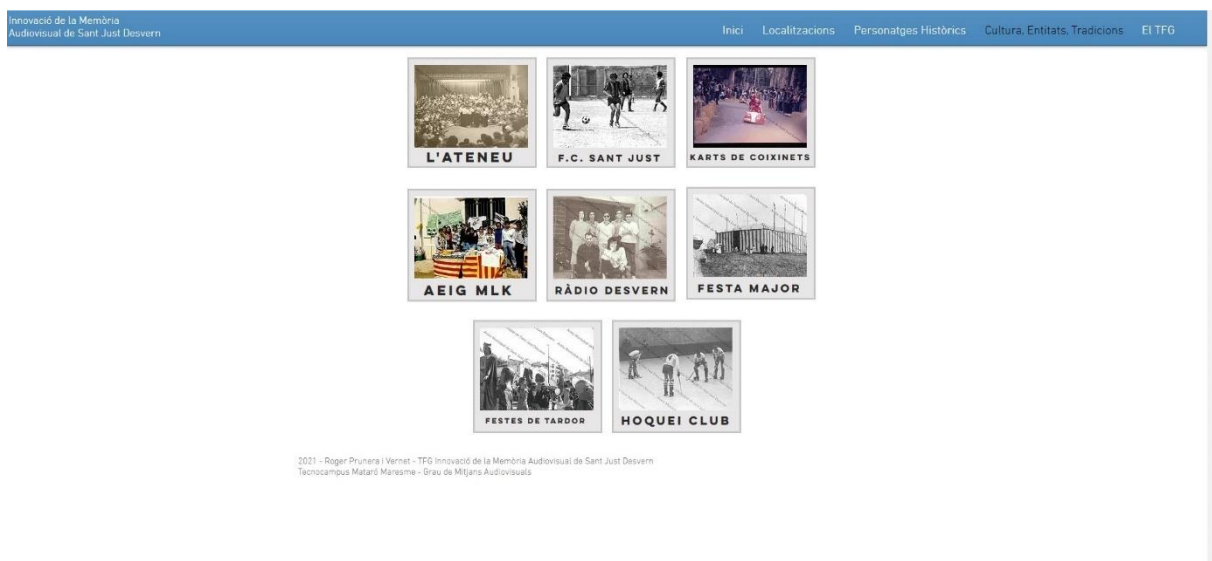 Innovació de la Memòria
Audiovisual de Sant Just Desvern
Inici Localitzacions Personatges Històrics Cultura, Entitats, Tradicions El TFG
L'ATENEU
F.C. SANT JUST
KARTS DE COIXINETS
AEIG MLK
RÀDIO DESVERN
FESTA MAJOR
FESTES DE TARDOR
HOQUEI CLUB
2021 - Roger Prunera i Vernet - TFG Innovació de la Memòria Audiovisual de Sant Just Desvern
Tecnocampus Mataró Maresme - Grau de Mitjans Audiovisuals